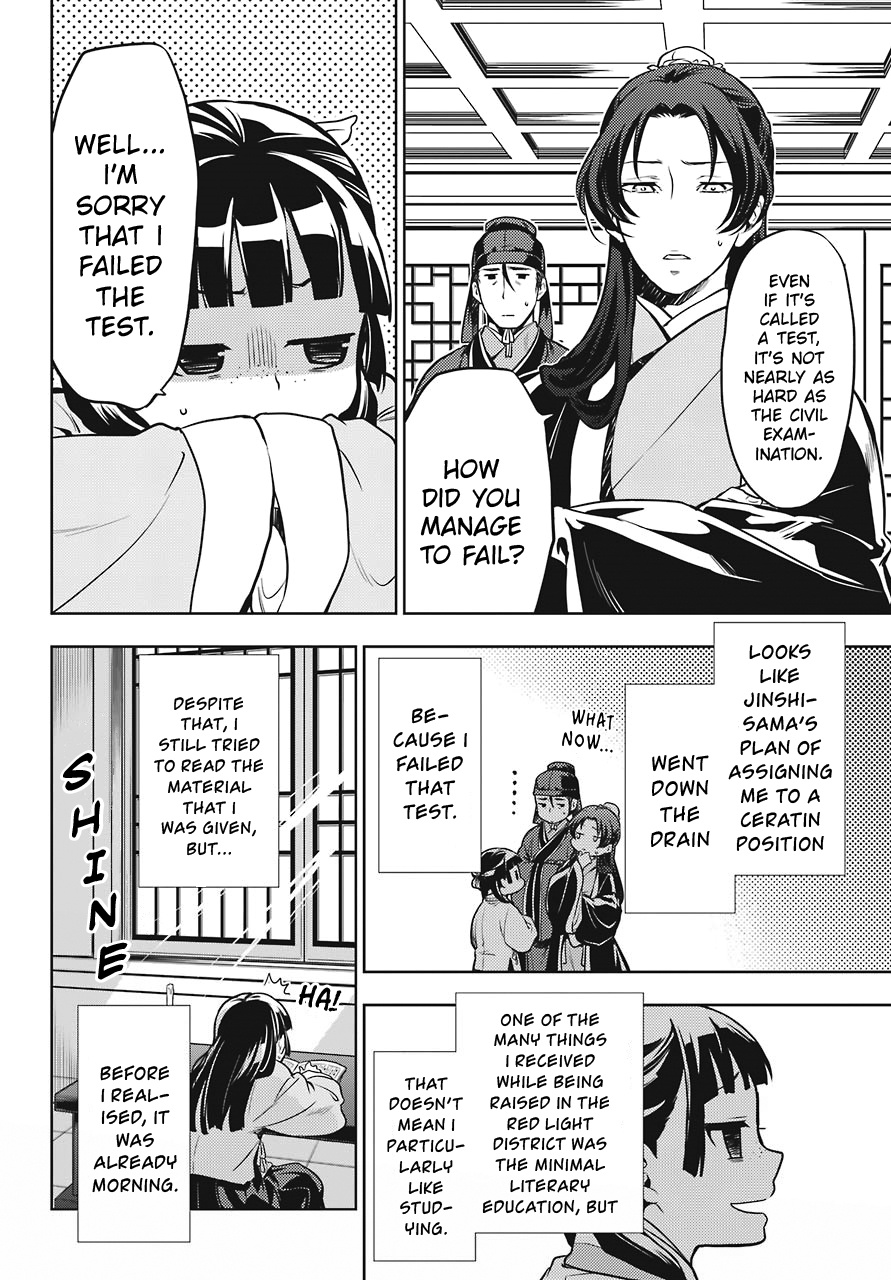 EVEN
IF IT'S
CALLED
A TEST,
IT'S NOT
NEARLY AS
HARD AS
THE CIVIL
EXAM-
INATION.
HOW
DID YOU
MANAGE
TO FAIL?
WELL...
I'M
SORRY
THAT I
FAILED
THE
TEST.
LOOKS
LIKE
JINSHI-
SAMA'S
PLAN OF
ASSIGNING
ME TO A
CERATIN
POSITION
WENT
DOWN
THE
DRAIN
WHAT
NOW...
BE-
CAUSE I
FAILED
THAT
TEST.
ONE OF THE
MANY THINGS
I RECEIVED
WHILE BEING
RAISED IN THE
RED LIGHT
DISTRICT WAS
THE MINIMAL
LITERARY
EDUCATION, BUT
THAT
DOESN'T
MEAN I
PARTICU-
LARLY
LIKE
STUD-
YING.
DESPITE
THAT, I
STILL TRIED
TO READ THE
MATERIAL
THAT I
WAS GIVEN,
BUT...
SHINE
HA!
BEFORE
I REAL-
ISED, IT
WAS
ALREADY
MORNING.